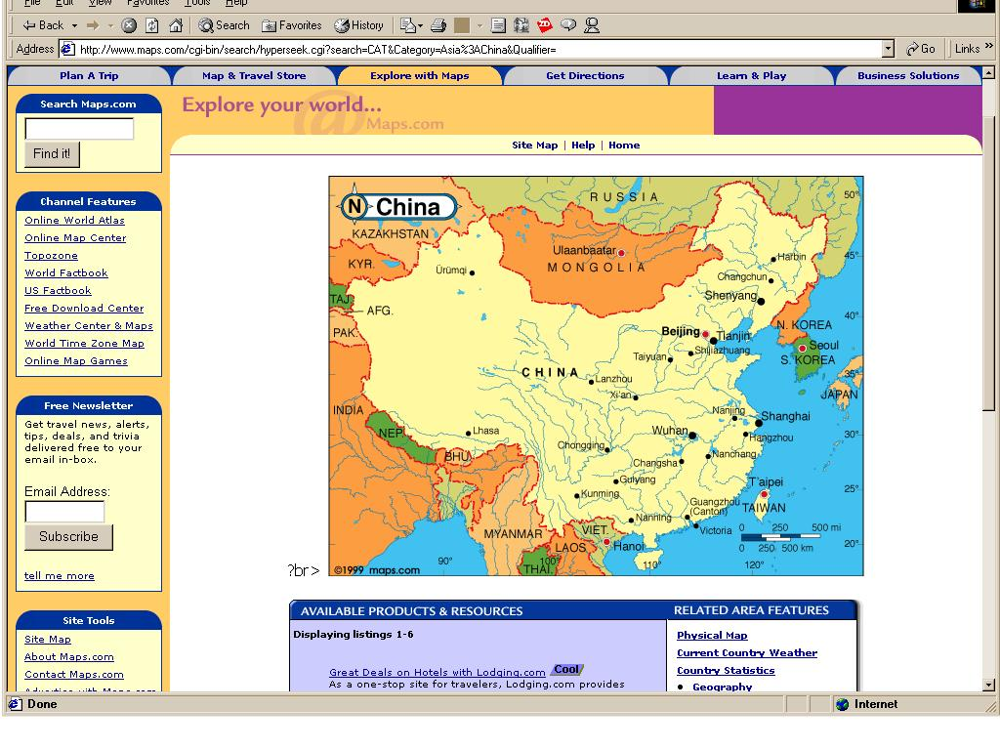 File Edit View Favorites Tools Help
Back Search Favorites History
Address http://www.maps.com/cgi-bin/search/hyperseek.cgi?search=CAT&Category=Asia%3AChina&Qualifier= Go Links »
Plan A Trip Map & Travel Store Explore with Maps Get Directions Learn & Play Business Solutions
Search Maps.com
Find it!
Explore your world...
@Maps.com
Site Map | Help | Home
Channel Features
Online World Atlas
Online Map Center
Topozone
World Factbook
US Factbook
Free Download Center
Weather Center & Maps
World Time Zone Map
Online Map Games
Free Newsletter
Get travel news, alerts,
tips, deals, and trivia
delivered free to your
email in-box.
Email Address:
Subscribe
tell me more
Site Tools
Site Map
About Maps.com
Contact Maps.com
Advertise with Maps.com
N China
RUSSIA
50°
KAZAKHSTAN
Ulaanbaatar
MONGOLIA
45°
Harbin
KYR.
Ürümqi
Changchun
Shenyang
TAJ.
AFG.
40°
N. KOREA
PAK.
Beijing
Tianjin
Seoul
Shijiazhuang
Taiyuan
S. KOREA
CHINA
35°
Lanzhou
JAPAN
Xi'an
INDIA
Nanjing
Shanghai
NEP.
Lhasa
Wuhan
Hangzhou
30°
Chongqing
BHU.
Nanchang
Changsha
Guiyang
T'aipei
25°
Kunming
Guangzhou
(Canton)
TAIWAN
Nanning
Victoria
VIET.
0 250 500 mi
MYANMAR
LAOS
Hanoi
0 250 500 km
20°
THAI.
90°
100°
110°
120°
?br >
©1999 maps.com
AVAILABLE PRODUCTS & RESOURCES
Displaying listings 1-6
Great Deals on Hotels with Lodging.com Cool
As a one-stop site for travelers, Lodging.com provides
RELATED AREA FEATURES
Physical Map
Current Country Weather
Country Statistics
• Geography
Done Internet